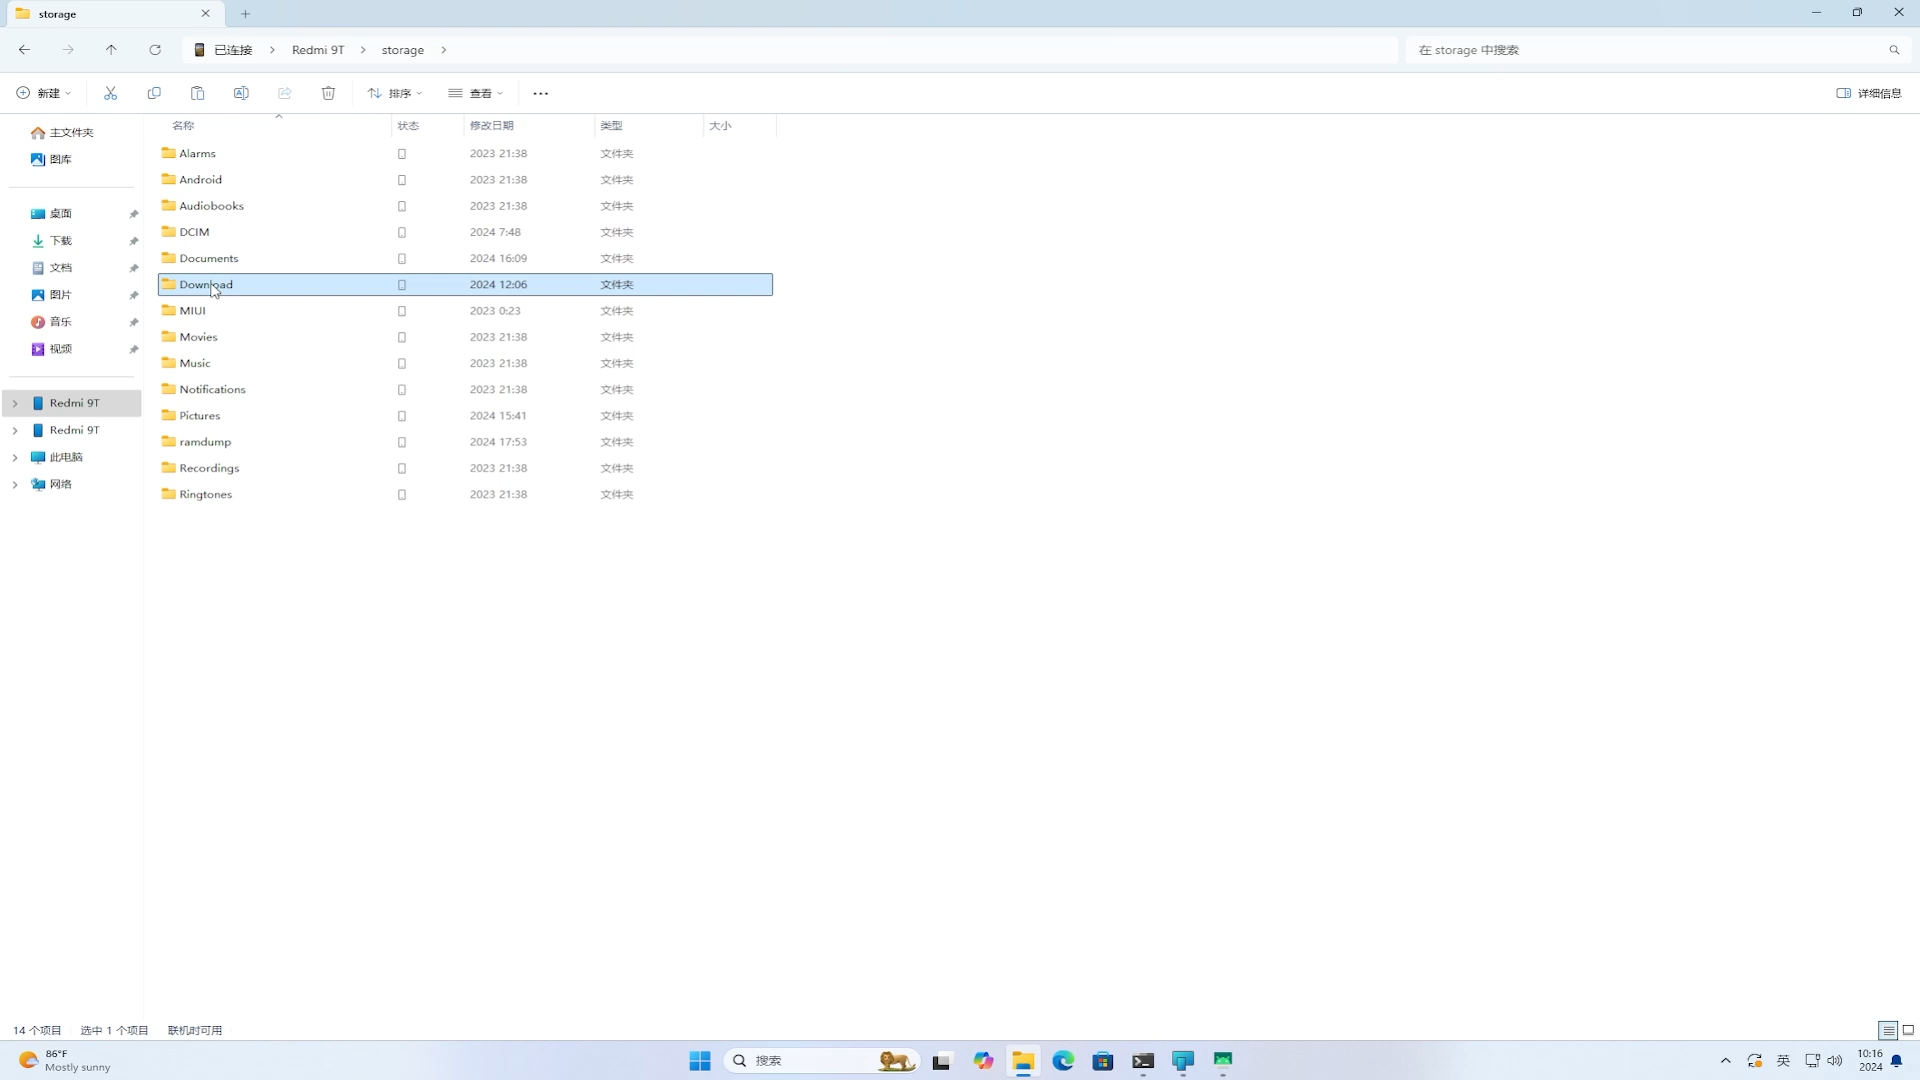 storage
已连接 > Redmi 9T > storage >
在 storage 中搜索
新建
排序
查看
详细信息
名称 状态 修改日期 类型 大小
主文件夹
图库
桌面
下载
文档
图片
音乐
视频
Redmi 9T
Redmi 9T
此电脑
网络
Alarms 2023 21:38 文件夹
Android 2023 21:38 文件夹
Audiobooks 2023 21:38 文件夹
DCIM 2024 7:48 文件夹
Documents 2024 16:09 文件夹
Download 2024 12:06 文件夹
MIUI 2023 0:23 文件夹
Movies 2023 21:38 文件夹
Music 2023 21:38 文件夹
Notifications 2023 21:38 文件夹
Pictures 2024 15:41 文件夹
ramdump 2024 17:53 文件夹
Recordings 2023 21:38 文件夹
Ringtones 2023 21:38 文件夹
14 个项目 选中 1 个项目 联机时可用
86°F
Mostly sunny
搜索
英
10:16
2024